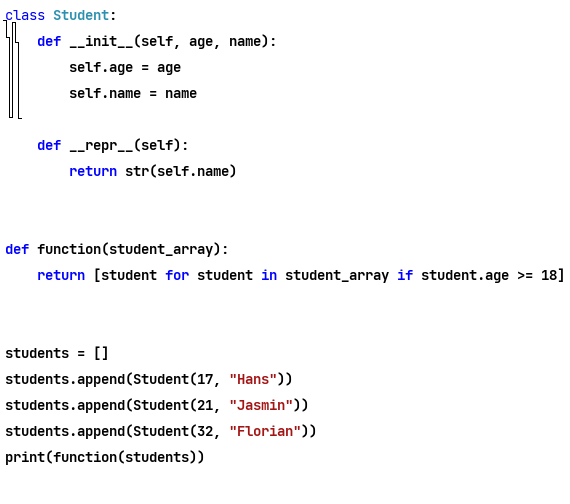 class Student:
    def __init__(self, age, name):
        self.age = age
        self.name = name
    def __repr__(self):
        return str(self.name)
def function(student_array):
    return [student for student in student_array if student.age >= 18]
students = []
students.append(Student(17, "Hans"))
students.append(Student(21, "Jasmin"))
students.append(Student(32, "Florian"))
print(function(students))